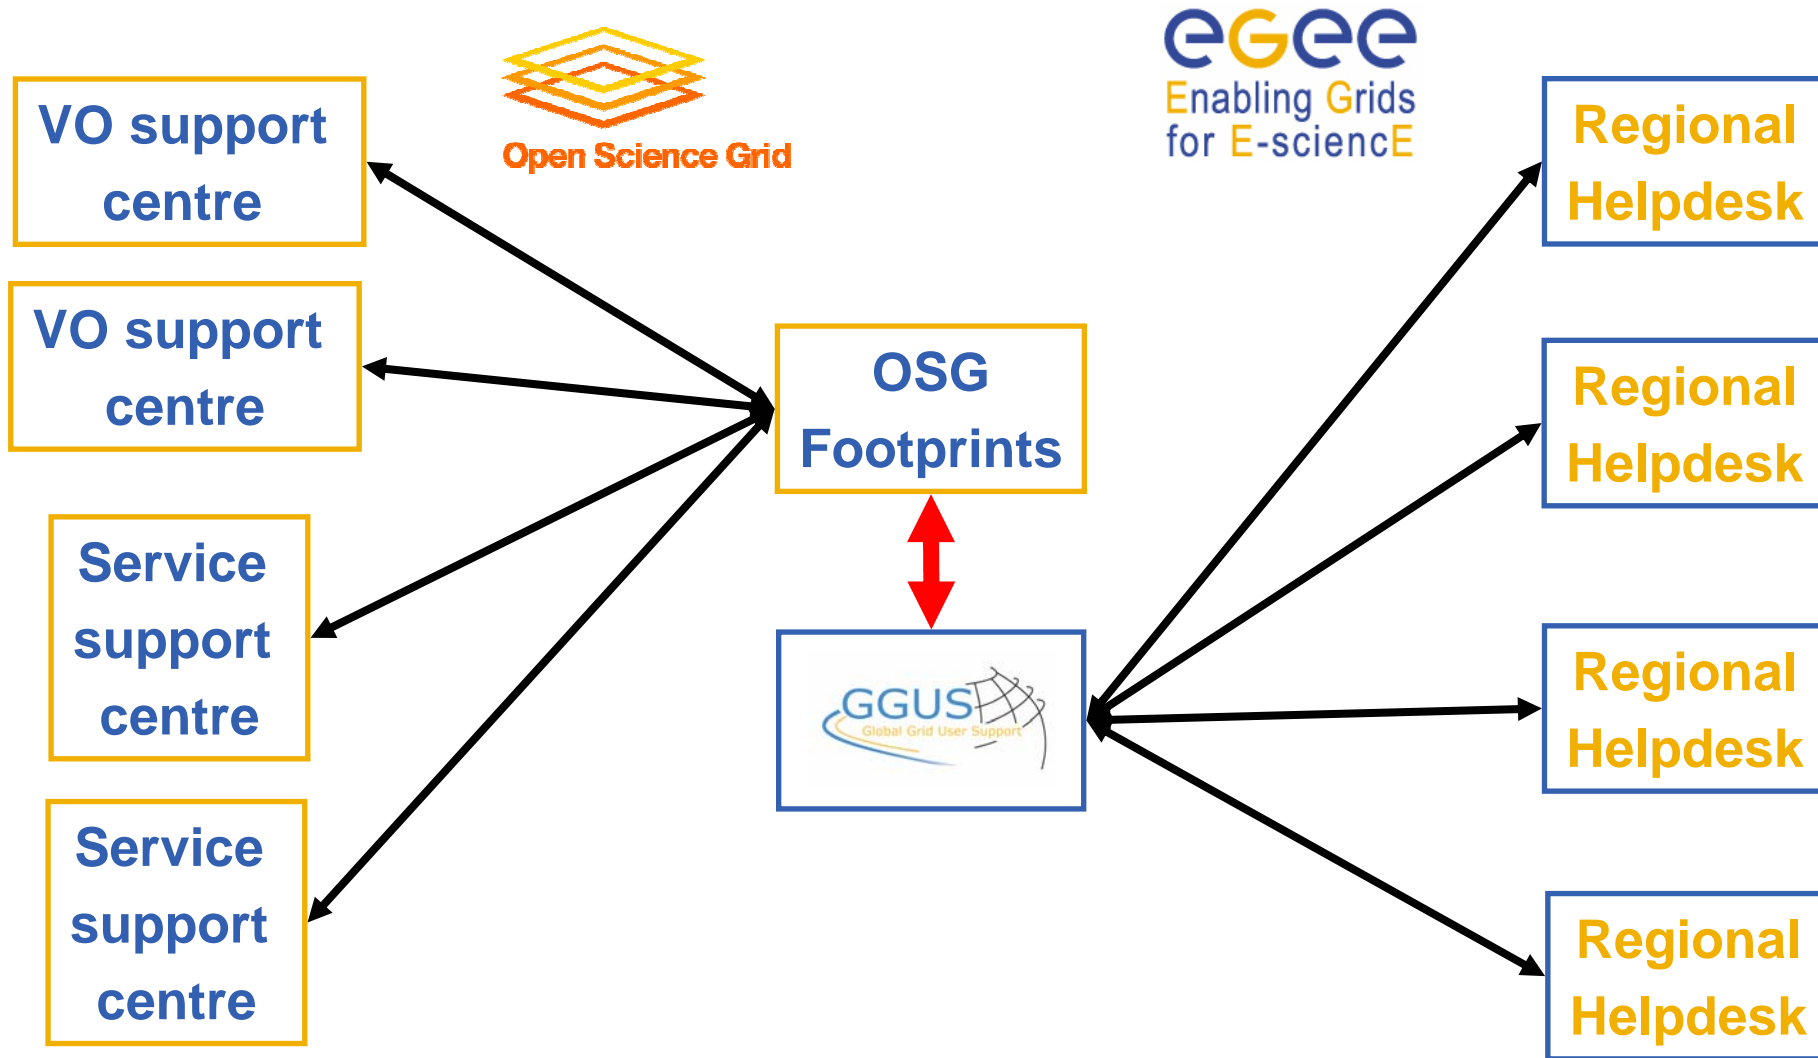 Open Science Grid
eGee
Enabling Grids
for E-sciencE
VO support
centre
VO support
centre
Service
support
centre
Service
support
centre
OSG
Footprints
GGUS
Global Grid User Support
Regional
Helpdesk
Regional
Helpdesk
Regional
Helpdesk
Regional
Helpdesk